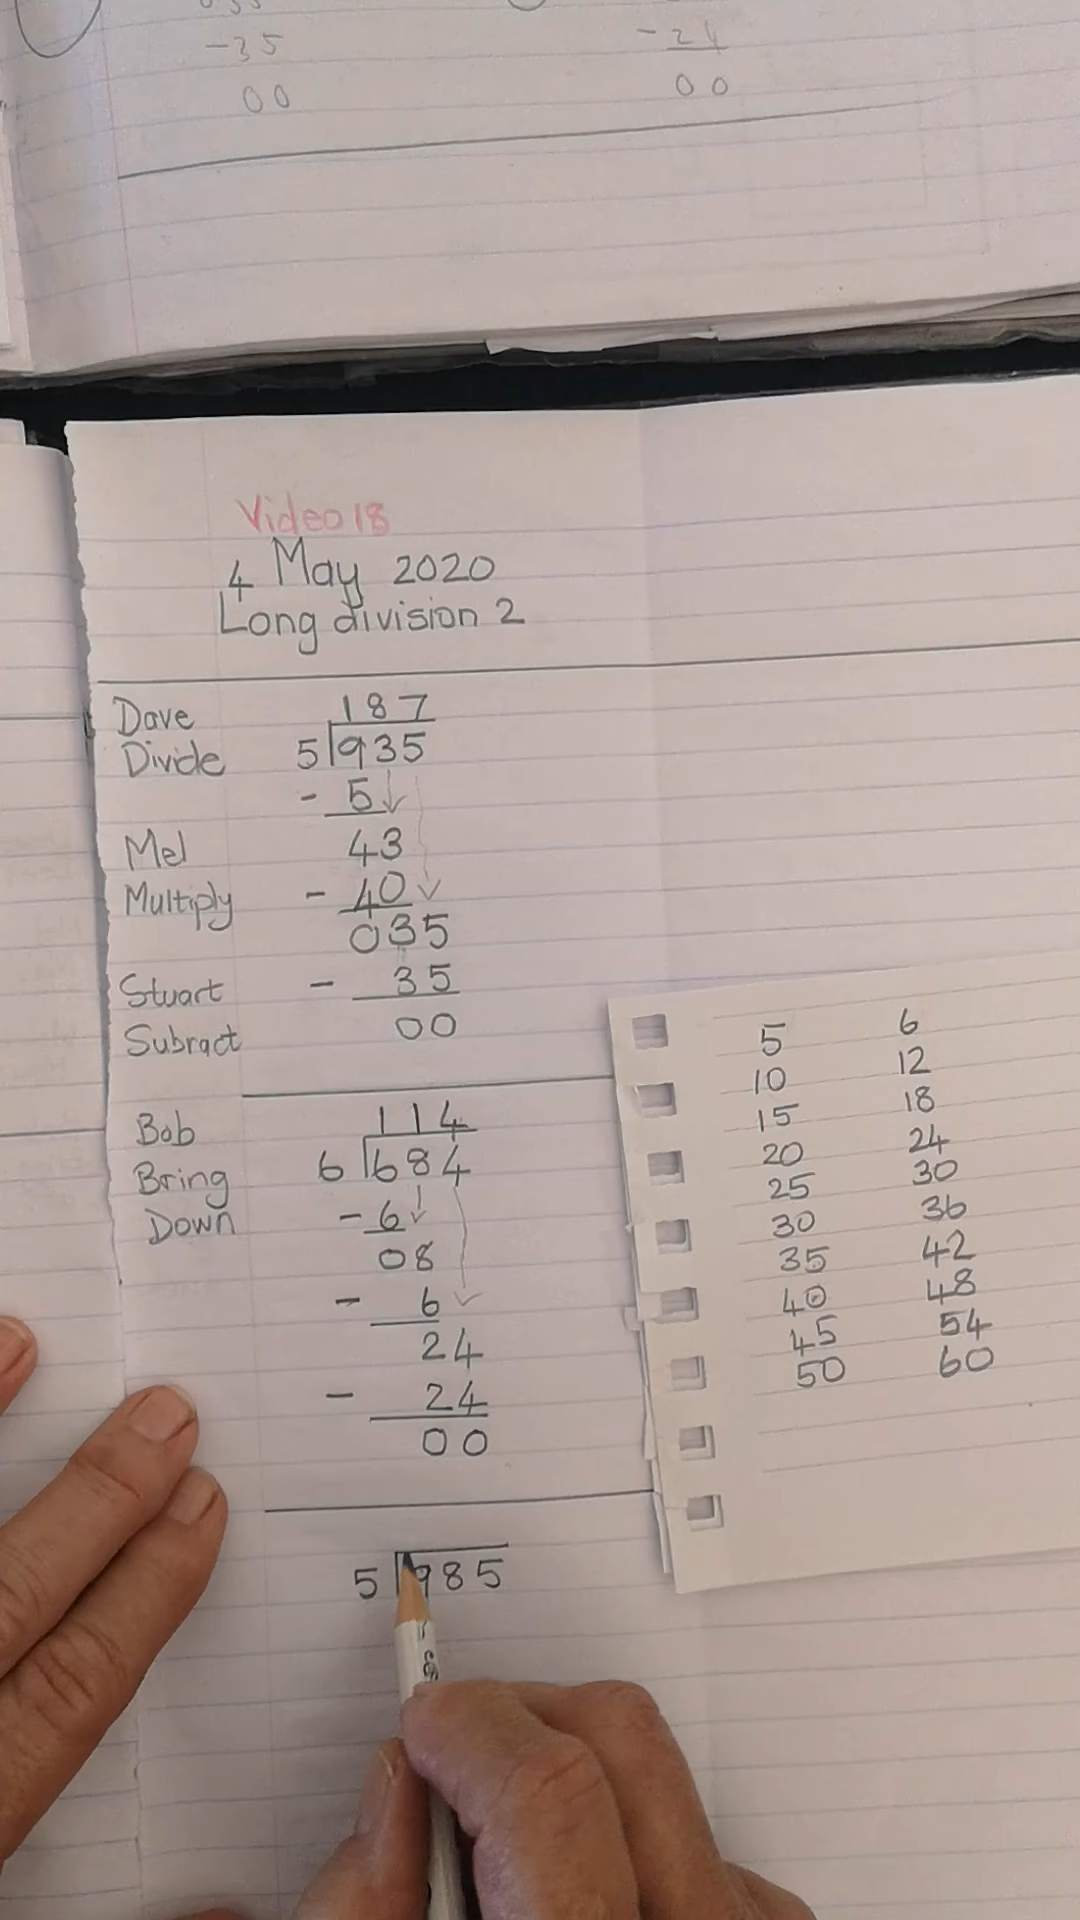 -35
00
-24
00
Video 18
4 May 2020
Long division 2
Dave
Divide
Mel
Multiply
Stuart
Subract
187
5 935
- 5
43
- 40
035
- 35
00
Bob
Bring
Down
114
6 684
- 6
08
- 6
24
- 24
00
5 985
5 6
10 12
15 18
20 24
25 30
30 36
35 42
40 48
45 54
50 60